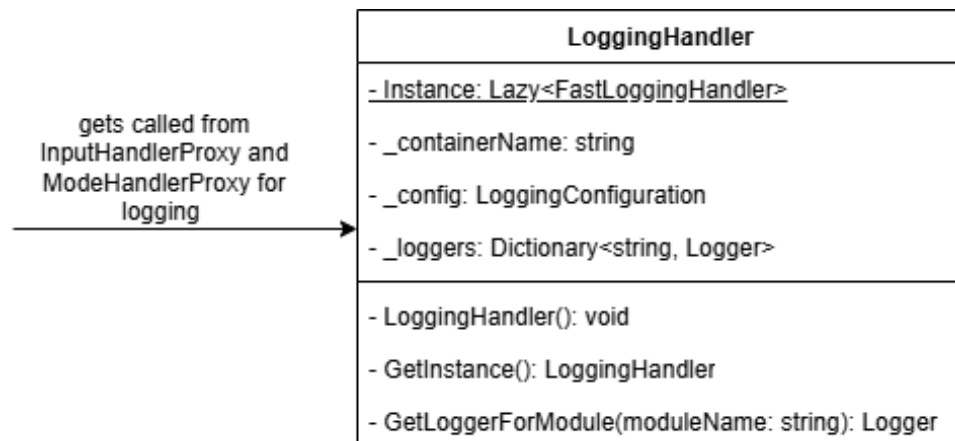 gets called from
InputHandlerProxy and
ModeHandlerProxy for
logging
LoggingHandler
- Instance: Lazy<FastLoggingHandler>
- _containerName: string
- _config: LoggingConfiguration
- _loggers: Dictionary<string, Logger>
- LoggingHandler(): void
- GetInstance(): LoggingHandler
- GetLoggerForModule(moduleName: string): Logger